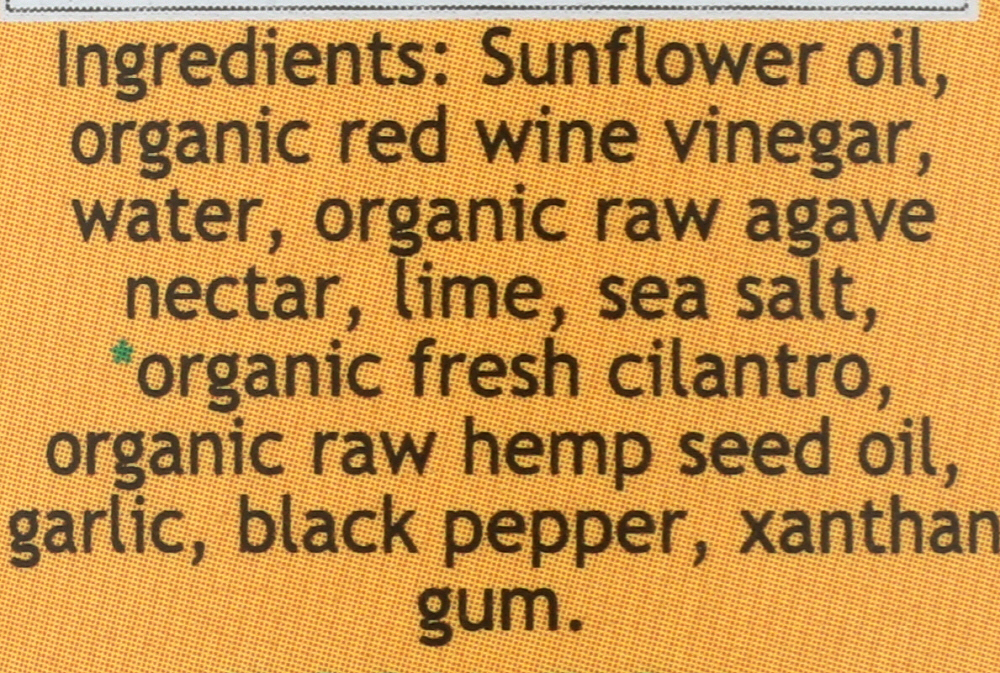 Ingredients: Sunflower oil,
organic red wine vinegar,
water, organic raw agave
nectar, lime, sea salt,
*organic fresh cilantro,
organic raw hemp seed oil,
garlic, black pepper, xanthan
gum.